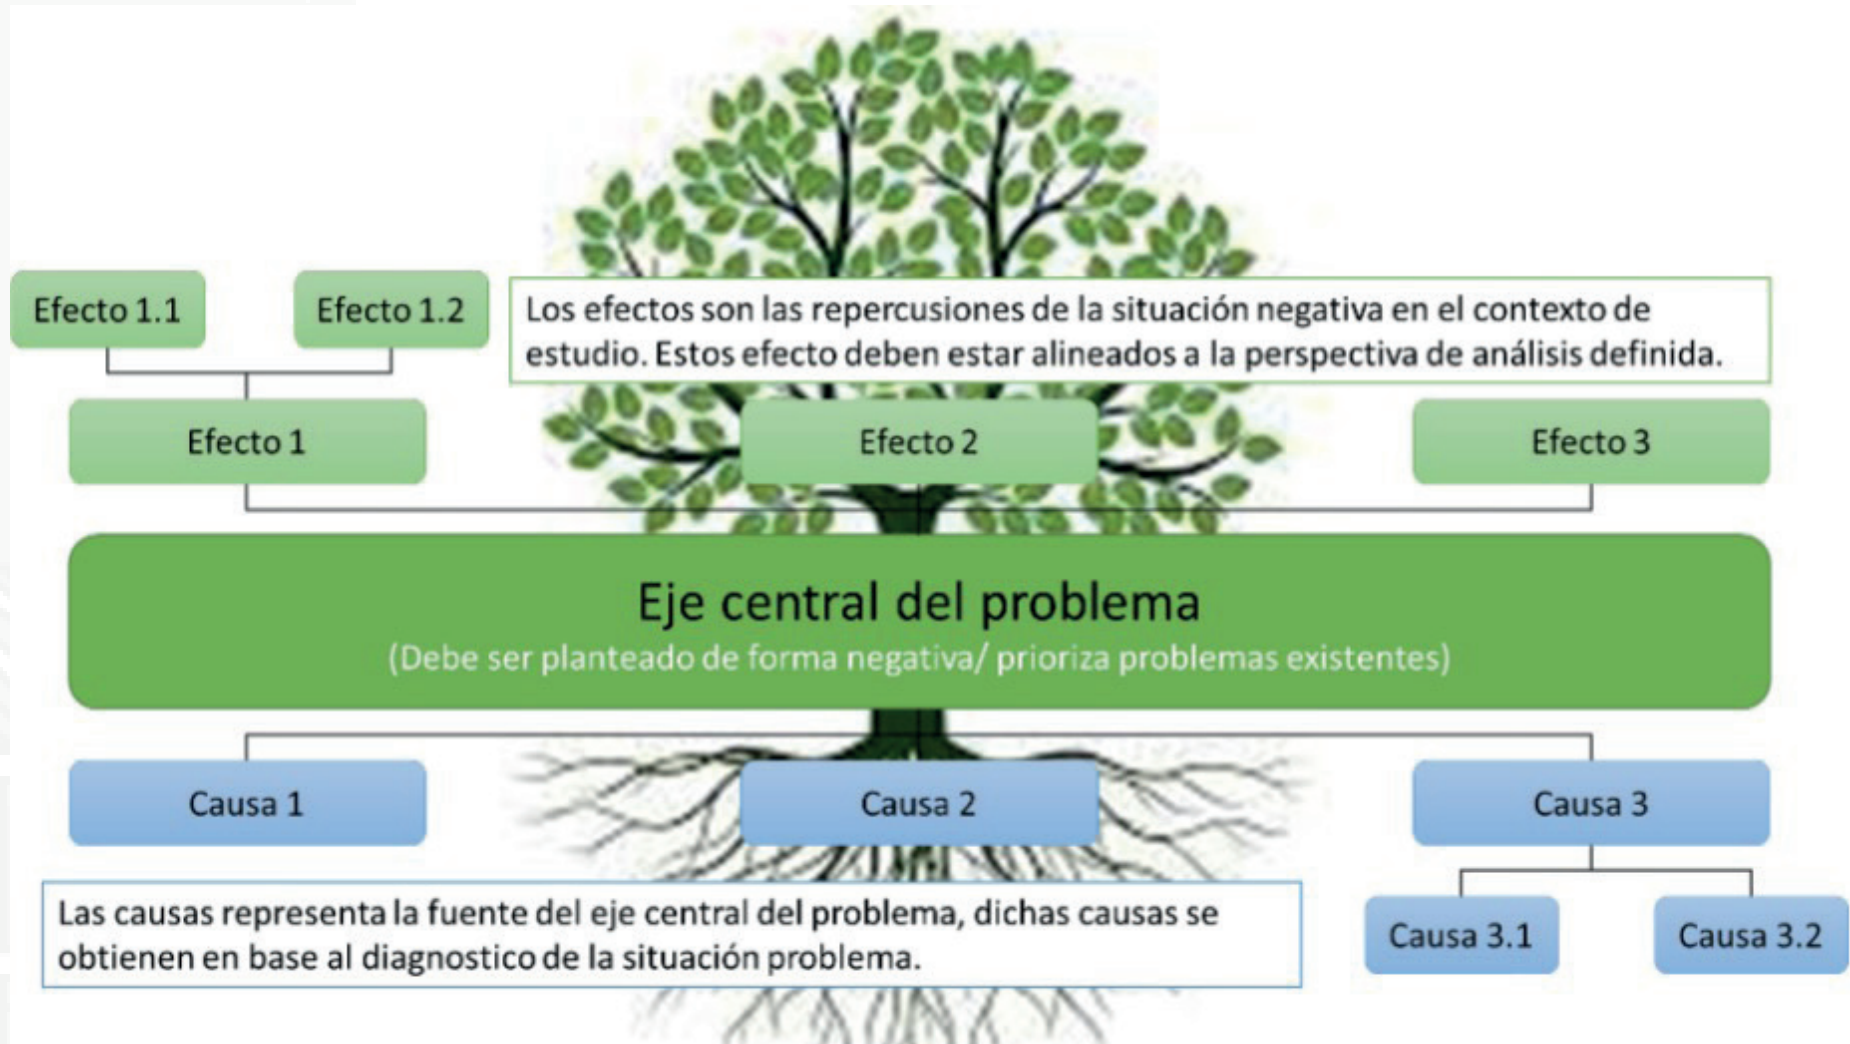 Efecto 1.1
Efecto 1.2
Los efectos son las repercusiones de la situación negativa en el contexto de
estudio. Estos efecto deben estar alineados a la perspectiva de análisis definida.
Efecto 1
Efecto 2
Efecto 3
Eje central del problema
(Debe ser planteado de forma negativa/ prioriza problemas existentes)
Causa 1
Causa 2
Causa 3
Las causas representa la fuente del eje central del problema, dichas causas se
obtienen en base al diagnostico de la situación problema.
Causa 3.1
Causa 3.2